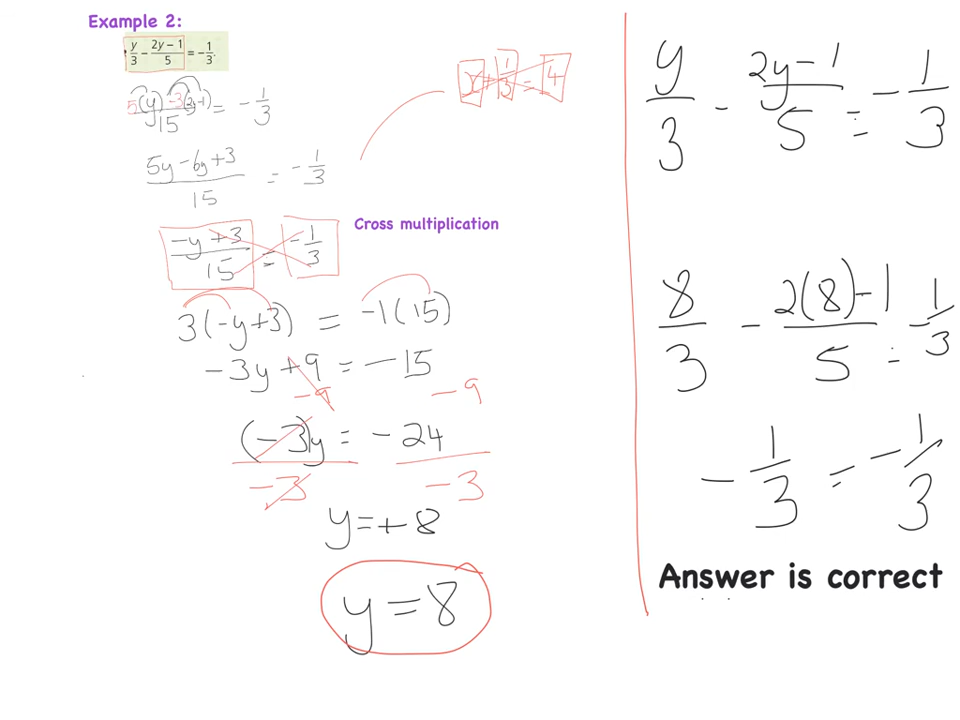 Example 2:
y/3 - (2y-1)/5 = -1/3.
(5(y) -3(2y-1))/15 = -1/3
(5y-6y+3)/15 = -1/3
x + 1/3 = 4
Cross multiplication
(-y+3)/15 = -1/3
3(-y+3) = -1(15)
-3y+9 = -15
-9 -9
(-3)y = -24
-3 -3
y=+8
y=8
y/3 - (2y-1)/5 = -1/3
8/3 - (2(8)-1)/5 = -1/3
-1/3 = -1/3
Answer is correct